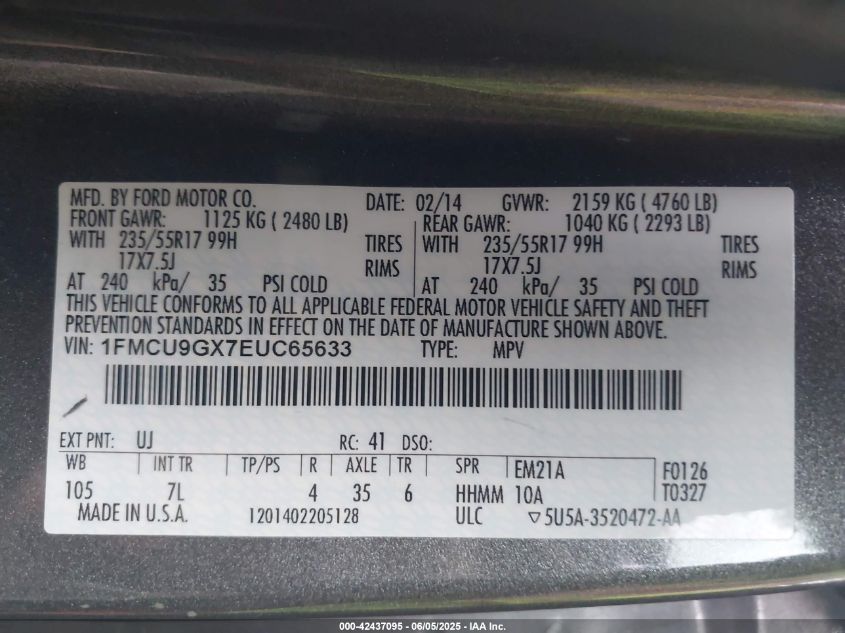 MFD. BY FORD MOTOR CO. DATE: 02/14 GVWR: 2159 KG ( 4760 LB)
FRONT GAWR: 1125 KG ( 2480 LB) REAR GAWR: 1040 KG ( 2293 LB)
WITH 235/55R17 99H TIRES WITH 235/55R17 99H TIRES
17X7.5J RIMS 17X7.5J RIMS
AT 240 kPa/ 35 PSI COLD AT 240 kPa/ 35 PSI COLD
THIS VEHICLE CONFORMS TO ALL APPLICABLE FEDERAL MOTOR VEHICLE SAFETY AND THEFT
PREVENTION STANDARDS IN EFFECT ON THE DATE OF MANUFACTURE SHOWN ABOVE.
VIN: 1FMCU9GX7EUC65633 TYPE: MPV
EXT PNT: UJ RC: 41 DSO:
WB INT TR TP/PS R AXLE TR SPR EM21A F0126
105 7L 4 35 6 HHMM 10A T0327
MADE IN U.S.A. 1201402205128 ULC ▽5U5A-3520472-AA
000-42437095 - 06/05/2025 - IAA Inc.